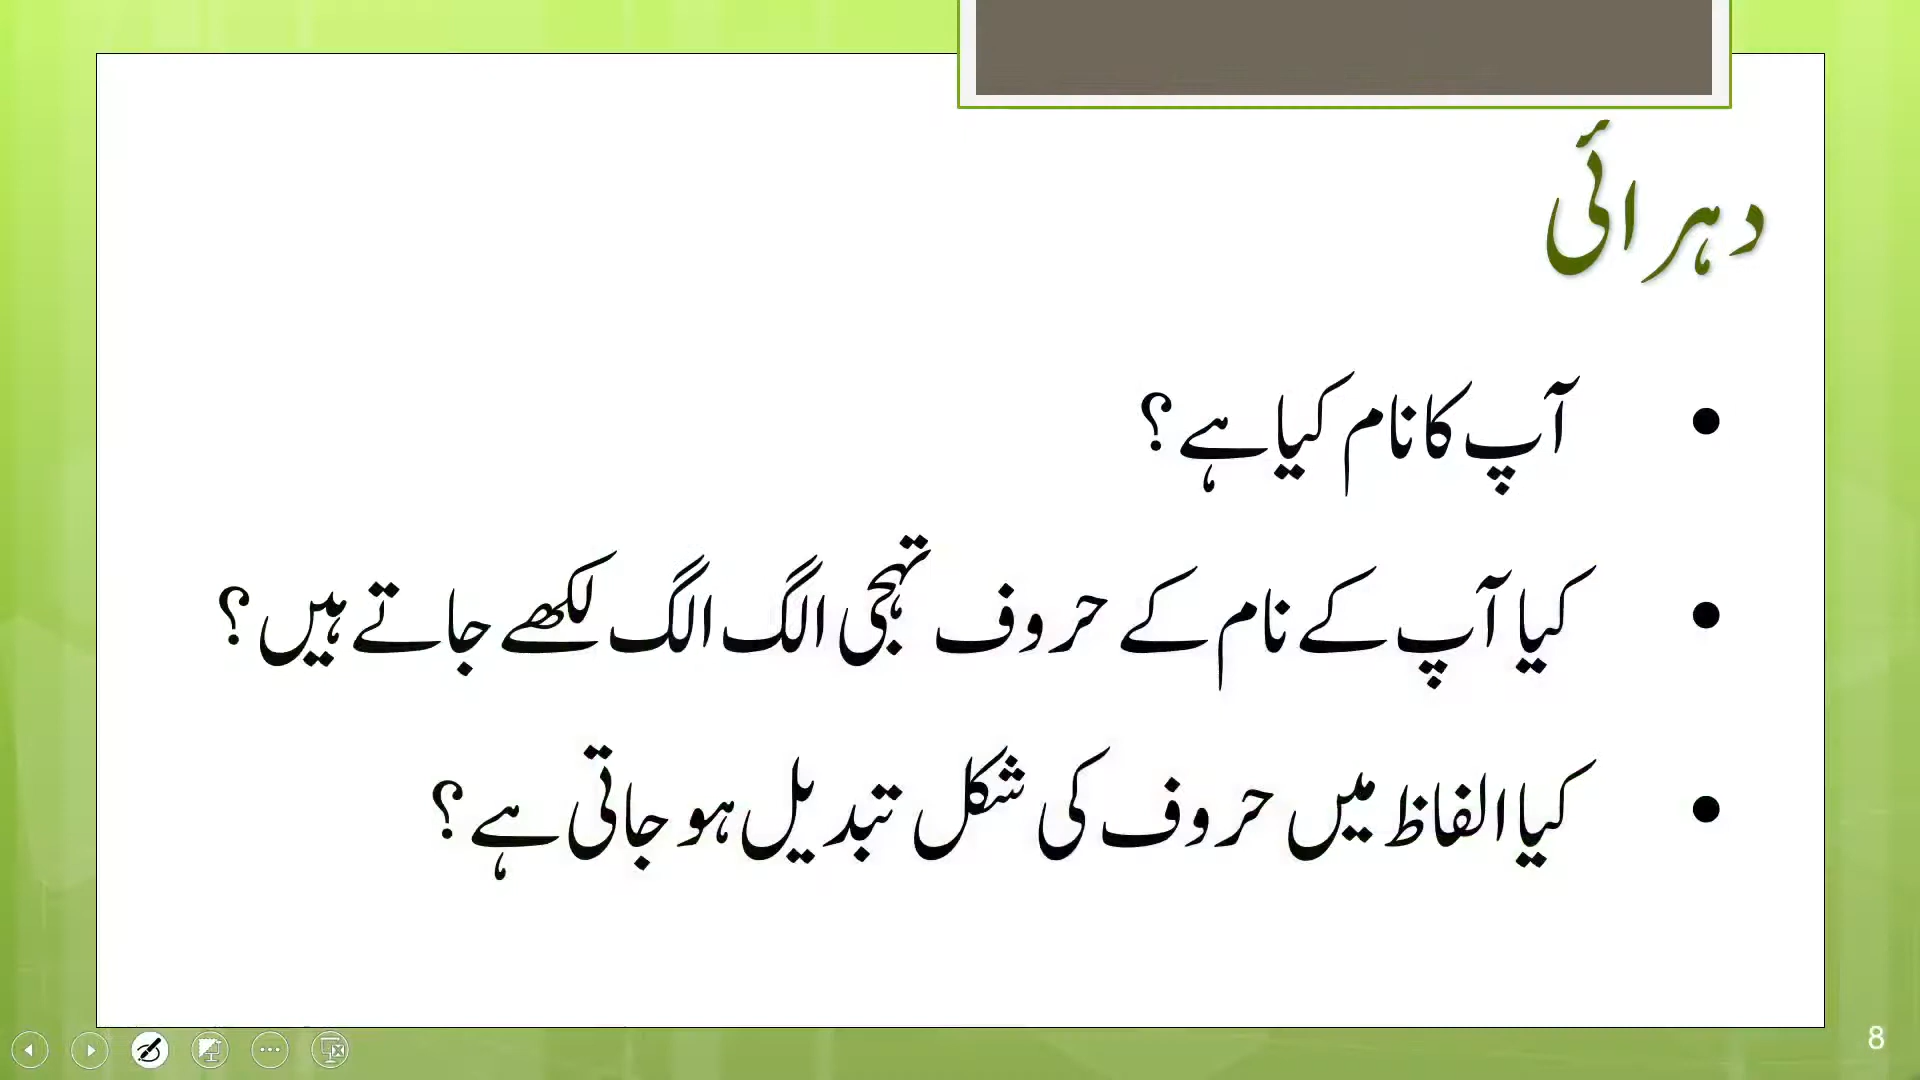 دہرائی
• آپ کا نام کیا ہے؟
• کیا آپ کے نام کے حروف تہجی الگ الگ لکھے جاتے ہیں؟
• کیا الفاظ میں حروف کی شکل تبدیل ہو جاتی ہے؟
8